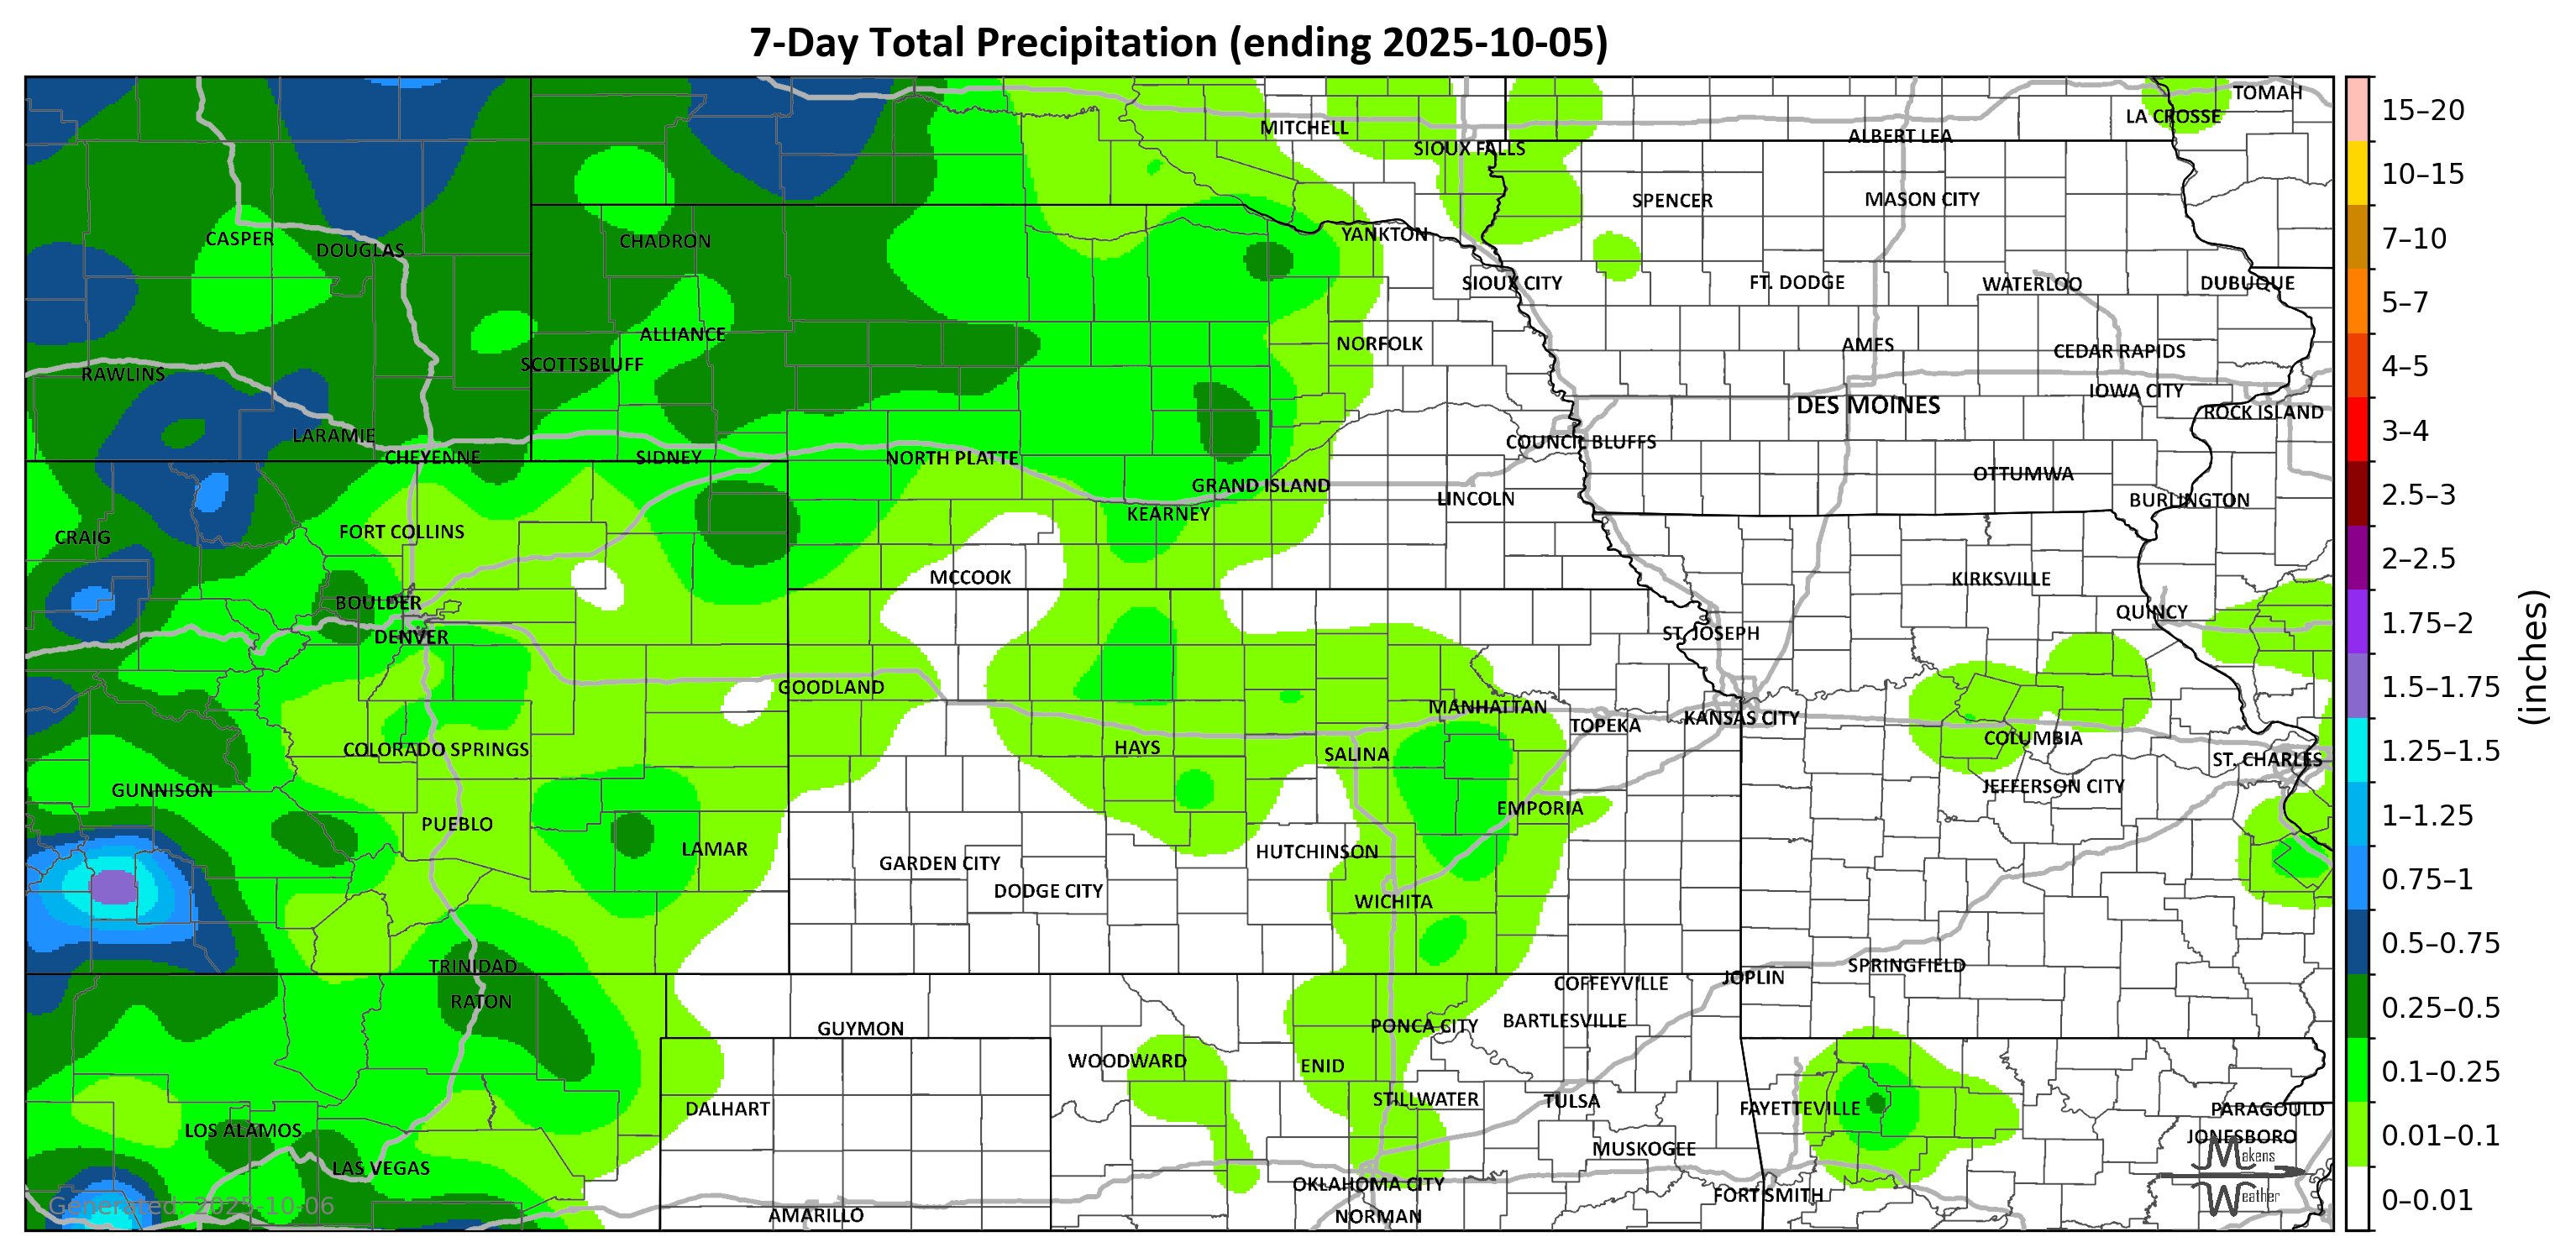 7-Day Total Precipitation (ending 2025-10-05)
TOMAH
LA CROSSE
MITCHELL
ALBERT LEA
SIOUX FALLS
SPENCER
MASON CITY
CASPER
DOUGLAS
CHADRON
YANKTON
SIOUX CITY
FT. DODGE
WATERLOO
DUBUQUE
ALLIANCE
NORFOLK
AMES
CEDAR RAPIDS
SCOTTSBLUFF
RAWLINS
IOWA CITY
DES MOINES
ROCK ISLAND
LARAMIE
COUNCIL BLUFFS
CHEYENNE
SIDNEY
NORTH PLATTE
OTTUMWA
GRAND ISLAND
LINCOLN
BURLINGTON
KEARNEY
FORT COLLINS
CRAIG
MCCOOK
KIRKSVILLE
BOULDER
QUINCY
DENVER
ST. JOSEPH
GOODLAND
MANHATTAN
TOPEKA
KANSAS CITY
COLUMBIA
COLORADO SPRINGS
HAYS
SALINA
ST. CHARLES
GUNNISON
JEFFERSON CITY
EMPORIA
PUEBLO
LAMAR
HUTCHINSON
GARDEN CITY
DODGE CITY
WICHITA
TRINIDAD
SPRINGFIELD
JOPLIN
COFFEYVILLE
RATON
GUYMON
PONCA CITY
BARTLESVILLE
WOODWARD
ENID
STILLWATER
TULSA
DALHART
FAYETTEVILLE
PARAGOULD
LOS ALAMOS
JONESBORO
MUSKOGEE
LAS VEGAS
OKLAHOMA CITY
FORT SMITH
AMARILLO
NORMAN
Makens
Weather
Generated: 2025-10-06
15–20
10–15
7–10
5–7
4–5
3–4
2.5–3
2–2.5
1.75–2
1.5–1.75
1.25–1.5
1–1.25
0.75–1
0.5–0.75
0.25–0.5
0.1–0.25
0.01–0.1
0–0.01
(inches)